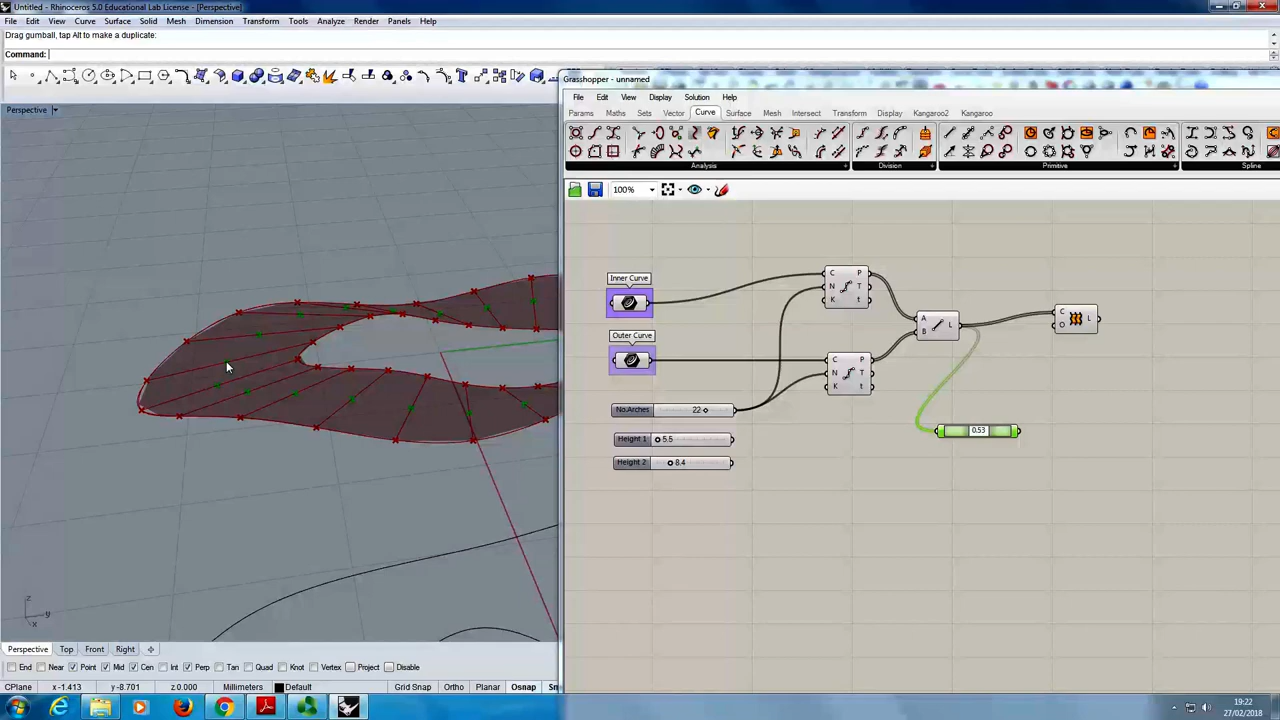 Untitled - Rhinoceros 5.0 Educational Lab License - [Perspective]
File Edit View Curve Surface Solid Mesh Dimension Transform Tools Analyze Render Panels Help
Drag gumball, tap Alt to make a duplicate:
Command:
Perspective
Grasshopper - unnamed
File Edit View Display Solution Help
Params Maths Sets Vector Curve Surface Mesh Intersect Transform Display Kangaroo2 Kangaroo
Analysis Division Primitive Spline
100%
Inner Curve
Outer Curve
C P
N T
K t
C P
N T
K t
A
B L
C L
O
No.Arches 22
Height 1 5.5
Height 2 8.4
0.53
z
y
x
Perspective Top Front Right
End Near Point Mid Cen Int Perp Tan Quad Knot Vertex Project Disable
CPlane x -1.413 y -8.701 z 0.000 Millimeters Default Grid Snap Ortho Planar Osnap
19:22
27/02/2018